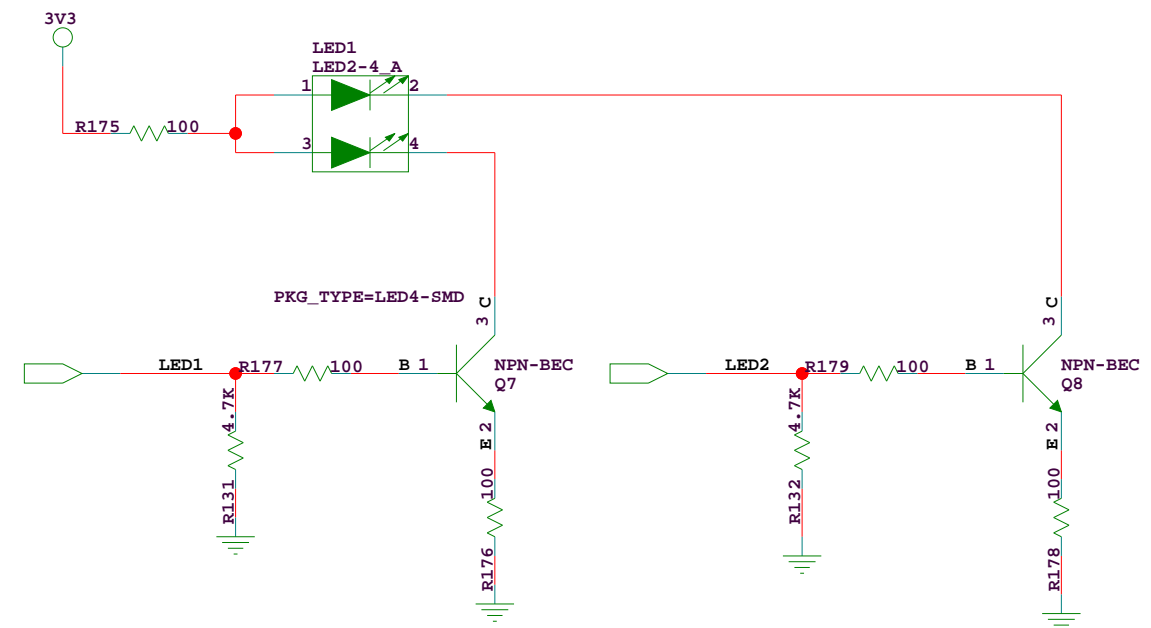 3V3
LED1
LED2-4_A
1
2
R175
100
3
4
PKG_TYPE=LED4-SMD
3 C
3 C
LED1
R177
100
B 1
NPN-BEC
Q7
LED2
R179
100
B 1
NPN-BEC
Q8
4.7K
R131
E 2
100
R176
4.7K
R132
E 2
100
R178